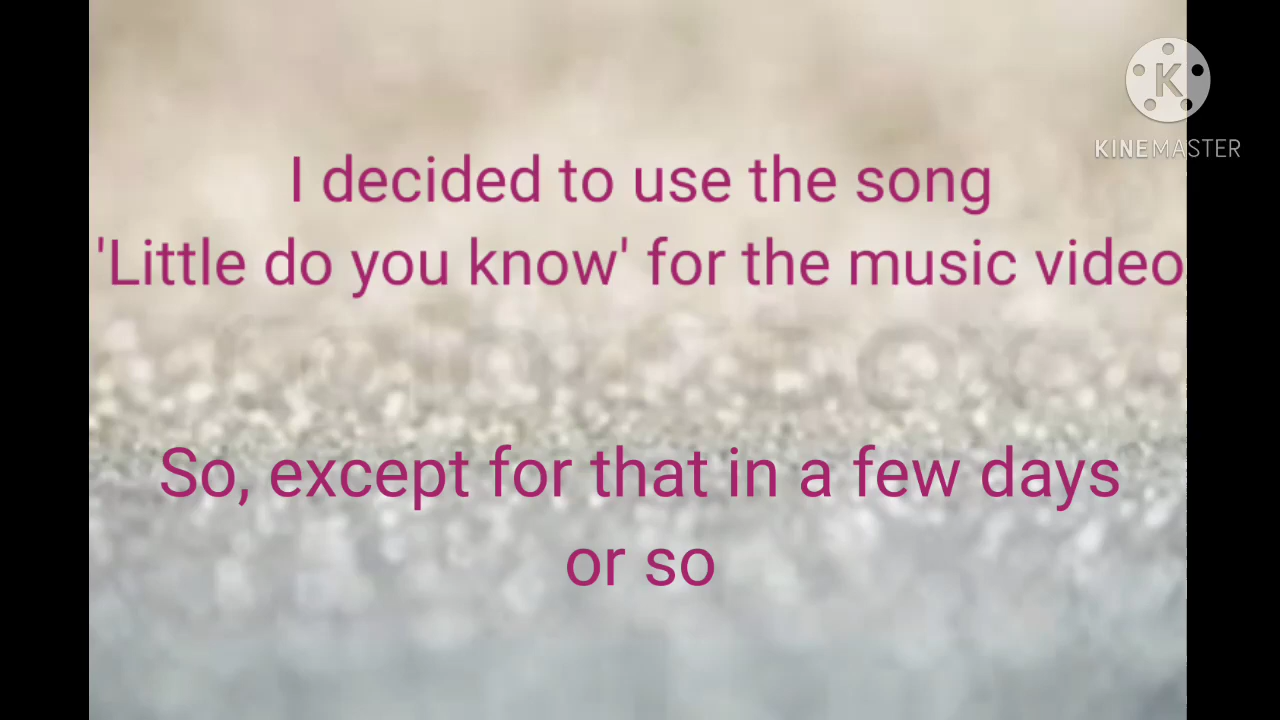 I decided to use the song
'Little do you know' for the music video
So, except for that in a few days
or so
K
KINEMASTER